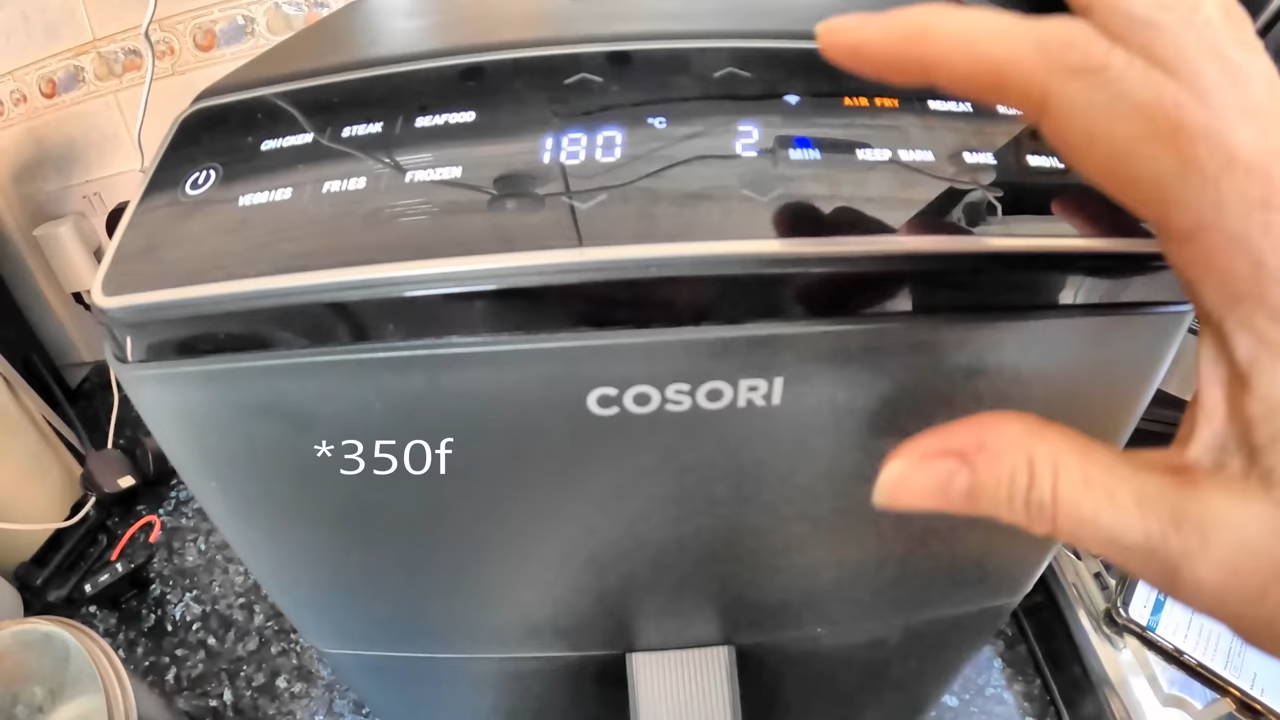 CHICKEN STEAK SEAFOOD
VEGGIES FRIES FROZEN
180 °C
2 MIN
AIR FRY REHEAT
KEEP WARM BAKE BROIL
COSORI
*350f